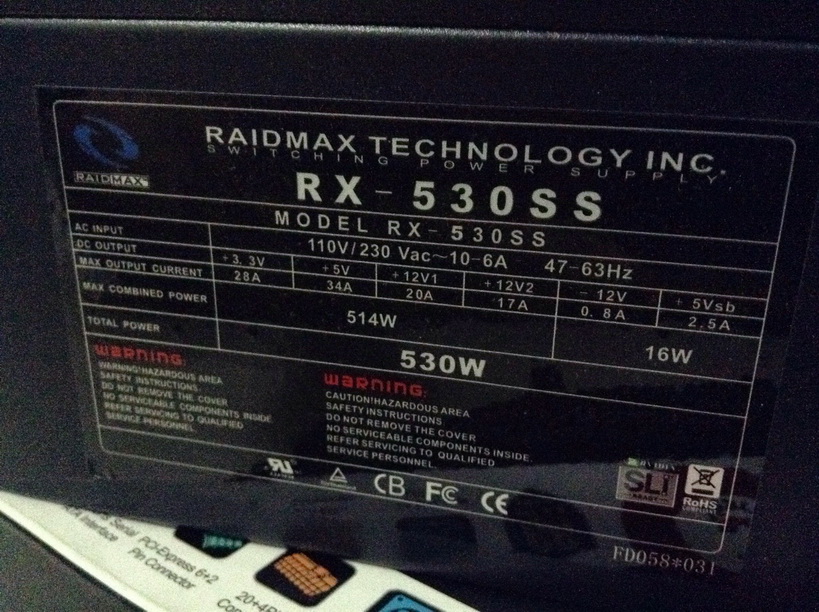 RAIDMAX TECHNOLOGY INC.
SWITCHING POWER SUPPLY
RAIDMAX
RX-530SS
MODEL RX-530SS
AC INPUT 110V/230 Vac~10-6A 47-63Hz
DC OUTPUT +3.3V +5V +12V1 +12V2 -12V +5Vsb
MAX OUTPUT CURRENT 28A 34A 20A 17A 0.8A 2.5A
MAX COMBINED POWER 514W 16W
TOTAL POWER 530W
WARNING:
WARNING!HAZARDOUS AREA
SAFETY INSTRUCTIONS.
DO NOT REMOVE THE COVER
NO SERVICEABLE COMPONENTS INSIDE
REFER SERVICING TO QUALIFIED
SERVICE PERSONNEL
WARNING:
CAUTION!HAZARDOUS AREA
SAFETY INSTRUCTIONS
DO NOT REMOVE THE COVER
NO SERVICEABLE COMPONENTS INSIDE.
REFER SERVICING TO QUALIFIED
SERVICE PERSONNEL
CB FC CE
NVIDIA
SLI
READY
RoHS
COMPLIANT
FD058*031
Serial
Interface
PCI-Express 6+2
Pin Connector